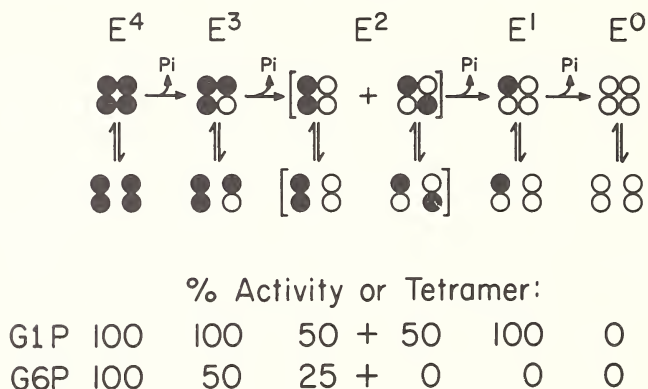 E⁴ E³ E² E¹ E⁰
Pi Pi Pi Pi
[ + ]
[ ]
% Activity or Tetramer:
G1P 100 100 50 + 50 100 0
G6P 100 50 25 + 0 0 0